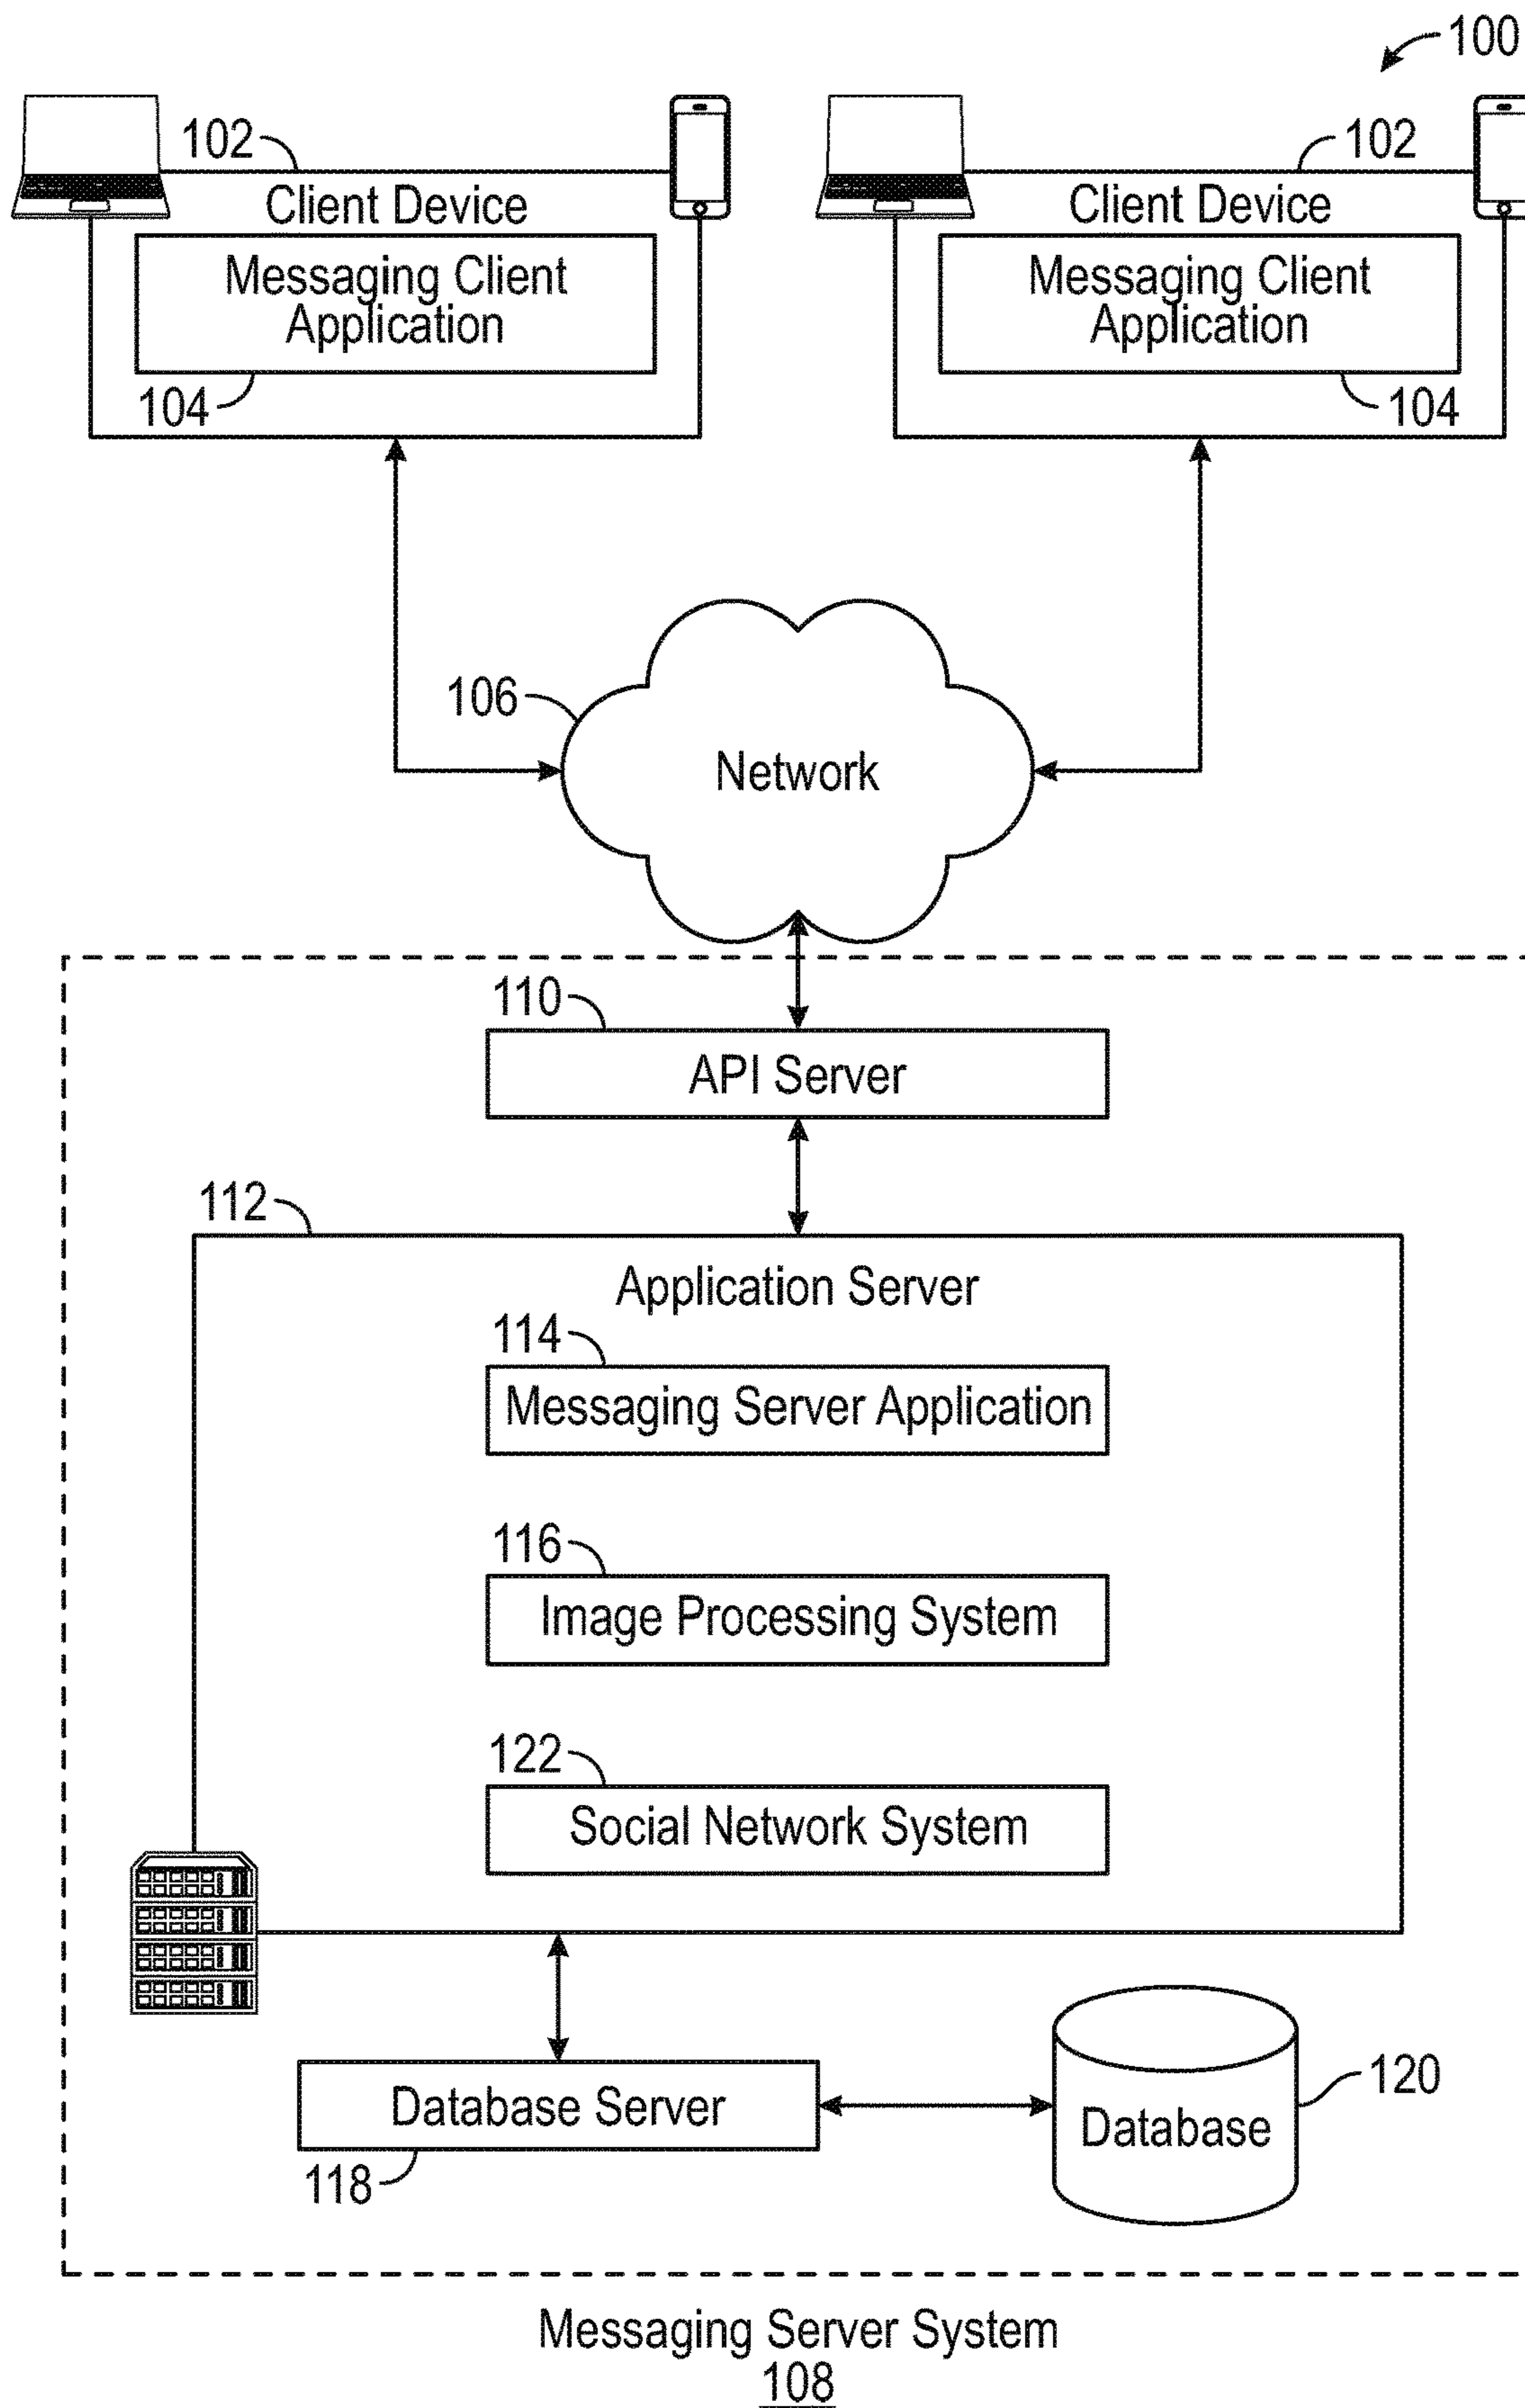 100
102
102
Client Device
Client Device
Messaging Client
Application
Messaging Client
Application
104
104
106
Network
110
API Server
112
Application Server
114
Messaging Server Application
116
Image Processing System
122
Social Network System
Database Server
118
Database
120
Messaging Server System
108